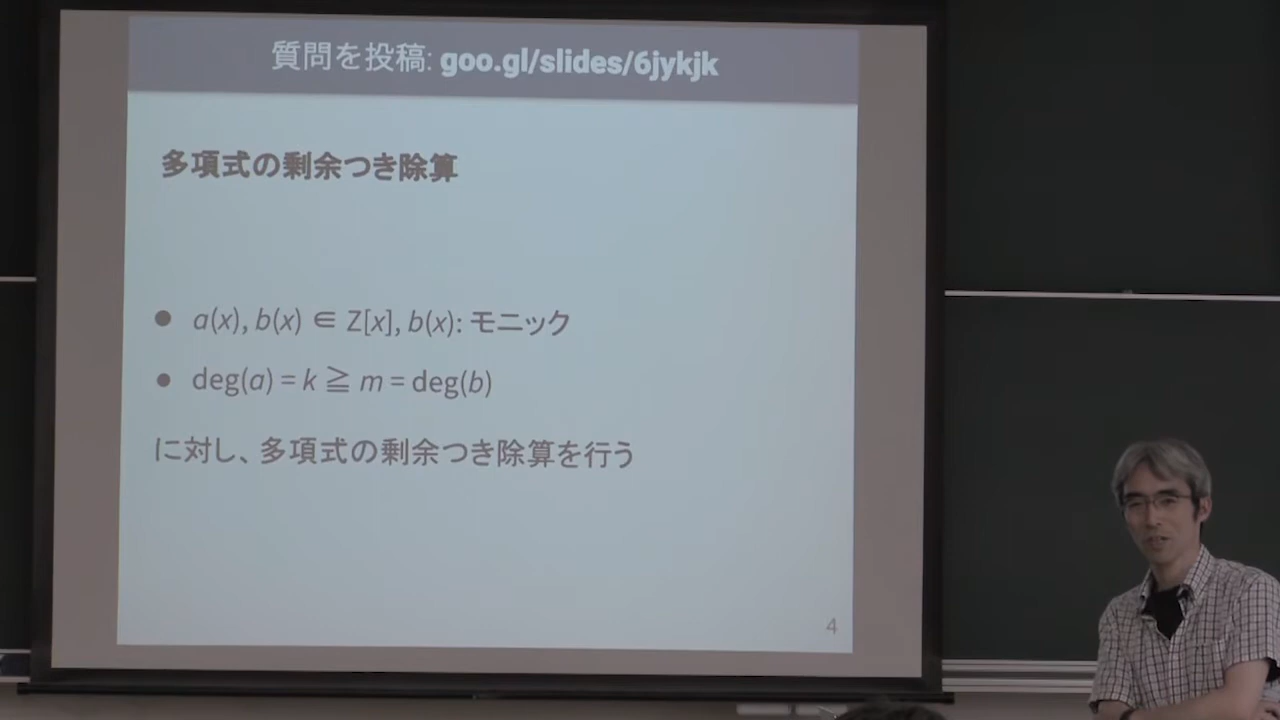 質問を投稿: goo.gl/slides/6jykjk
多項式の剰余つき除算
● a(x), b(x) ∈ Z[x], b(x): モニック
● deg(a) = k ≧ m = deg(b)
に対し、多項式の剰余つき除算を行う
4